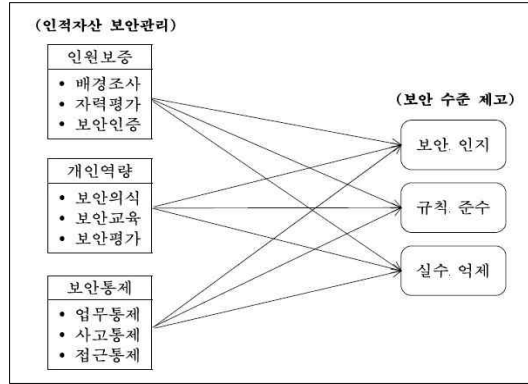 (인적자산 보안관리)
인원보증
• 배경조사
• 자력평가
• 보안인증
개인역량
• 보안의식
• 보안교육
• 보안평가
보안통제
• 업무통제
• 사고통제
• 접근통제
(보안 수준 제고)
보안. 인지
규칙. 준수
실수. 억제